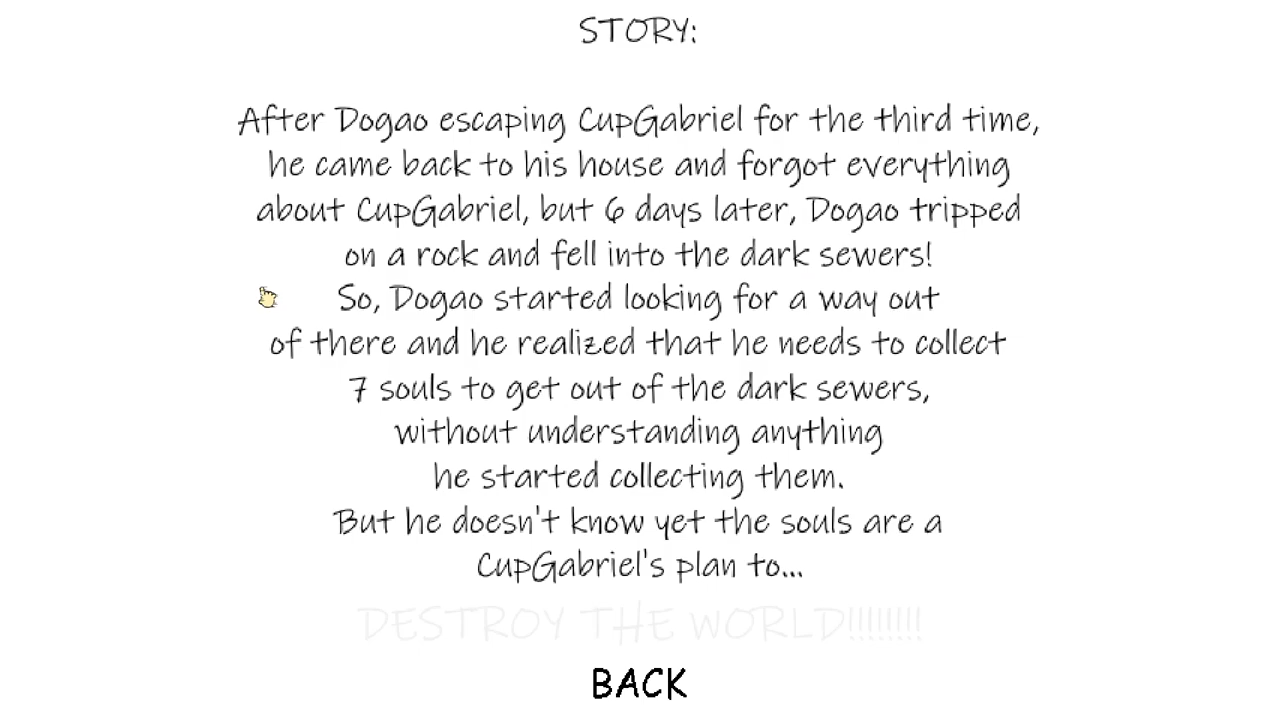 STORY:
After Dogao escaping CupGabriel for the third time,
he came back to his house and forgot everything
about CupGabriel, but 6 days later, Dogao tripped
on a rock and fell into the dark sewers!
So, Dogao started looking for a way out
of there and he realized that he needs to collect
7 souls to get out of the dark sewers,
without understanding anything
he started collecting them.
But he doesn't know yet the souls are a
CupGabriel's plan to...
DESTROY THE WORLD!!!!!!!!
BACK